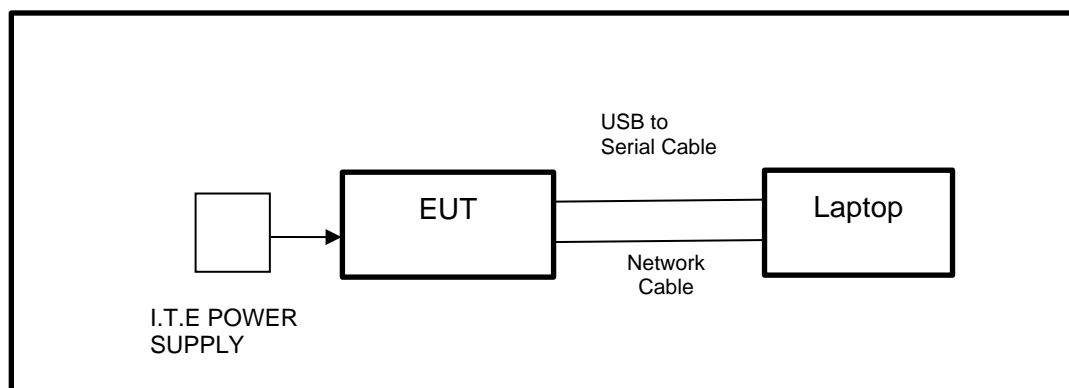 USB to
Serial Cable
EUT
Laptop
Network
Cable
I.T.E POWER
SUPPLY